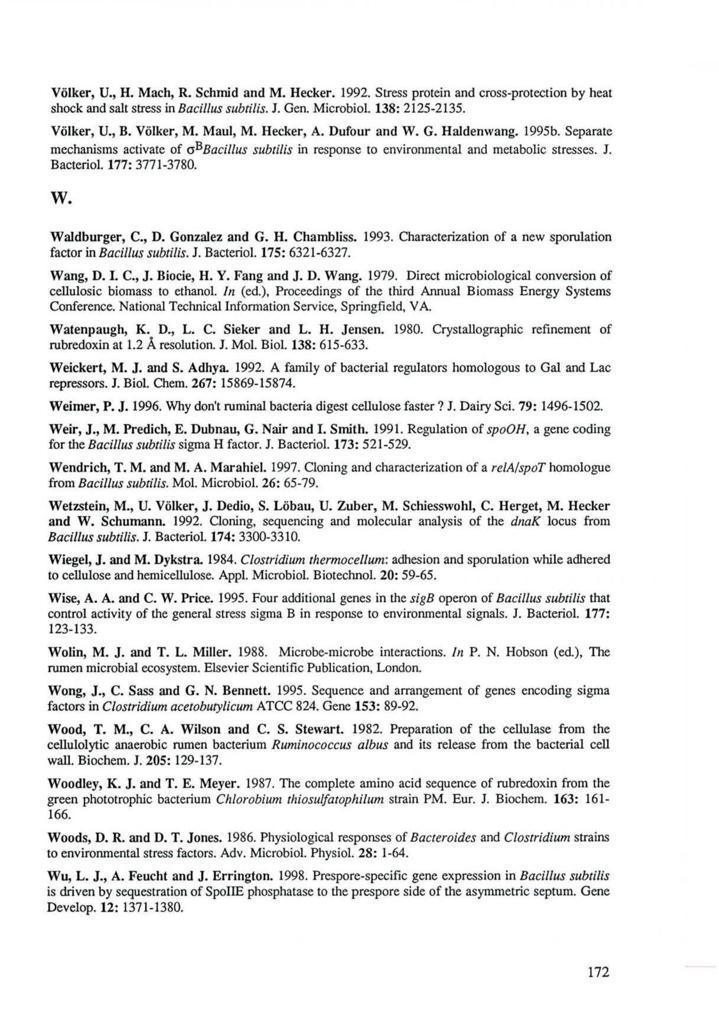 Völker, U., H. Mach, R. Schmid and M. Hecker. 1992. Stress protein and cross-protection by heat
shock and salt stress in Bacillus subtilis. J. Gen. Microbiol. 138: 2125-2135.
Völker, U., B. Völker, M. Maul, M. Hecker, A. Dufour and W. G. Haldenwang. 1995b. Separate
mechanisms activate of σᴮBacillus subtilis in response to environmental and metabolic stresses. J.
Bacteriol. 177: 3771-3780.
W.
Waldburger, C., D. Gonzalez and G. H. Chambliss. 1993. Characterization of a new sporulation
factor in Bacillus subtilis. J. Bacteriol. 175: 6321-6327.
Wang, D. I. C., J. Biocie, H. Y. Fang and J. D. Wang. 1979. Direct microbiological conversion of
cellulosic biomass to ethanol. In (ed.), Proceedings of the third Annual Biomass Energy Systems
Conference. National Technical Information Service, Springfield, VA.
Watenpaugh, K. D., L. C. Sieker and L. H. Jensen. 1980. Crystallographic refinement of
rubredoxin at 1.2 Å resolution. J. Mol. Biol. 138: 615-633.
Weickert, M. J. and S. Adhya. 1992. A family of bacterial regulators homologous to Gal and Lac
repressors. J. Biol. Chem. 267: 15869-15874.
Weimer, P. J. 1996. Why don't ruminal bacteria digest cellulose faster ? J. Dairy Sci. 79: 1496-1502.
Weir, J., M. Predich, E. Dubnau, G. Nair and I. Smith. 1991. Regulation of spoOH, a gene coding
for the Bacillus subtilis sigma H factor. J. Bacteriol. 173: 521-529.
Wendrich, T. M. and M. A. Marahiel. 1997. Cloning and characterization of a relA/spoT homologue
from Bacillus subtilis. Mol. Microbiol. 26: 65-79.
Wetzstein, M., U. Völker, J. Dedio, S. Löbau, U. Zuber, M. Schiesswohl, C. Herget, M. Hecker
and W. Schumann. 1992. Cloning, sequencing and molecular analysis of the dnaK locus from
Bacillus subtilis. J. Bacteriol. 174: 3300-3310.
Wiegel, J. and M. Dykstra. 1984. Clostridium thermocellum: adhesion and sporulation while adhered
to cellulose and hemicellulose. Appl. Microbiol. Biotechnol. 20: 59-65.
Wise, A. A. and C. W. Price. 1995. Four additional genes in the sigB operon of Bacillus subtilis that
control activity of the general stress sigma B in response to environmental signals. J. Bacteriol. 177:
123-133.
Wolin, M. J. and T. L. Miller. 1988. Microbe-microbe interactions. In P. N. Hobson (ed.), The
rumen microbial ecosystem. Elsevier Scientific Publication, London.
Wong, J., C. Sass and G. N. Bennett. 1995. Sequence and arrangement of genes encoding sigma
factors in Clostridium acetobutylicum ATCC 824. Gene 153: 89-92.
Wood, T. M., C. A. Wilson and C. S. Stewart. 1982. Preparation of the cellulase from the
cellulolytic anaerobic rumen bacterium Ruminococcus albus and its release from the bacterial cell
wall. Biochem. J. 205: 129-137.
Woodley, K. J. and T. E. Meyer. 1987. The complete amino acid sequence of rubredoxin from the
green phototrophic bacterium Chlorobium thiosulfatophilum strain PM. Eur. J. Biochem. 163: 161-
166.
Woods, D. R. and D. T. Jones. 1986. Physiological responses of Bacteroides and Clostridium strains
to environmental stress factors. Adv. Microbiol. Physiol. 28: 1-64.
Wu, L. J., A. Feucht and J. Errington. 1998. Prespore-specific gene expression in Bacillus subtilis
is driven by sequestration of SpoIIE phosphatase to the prespore side of the asymmetric septum. Gene
Develop. 12: 1371-1380.
172